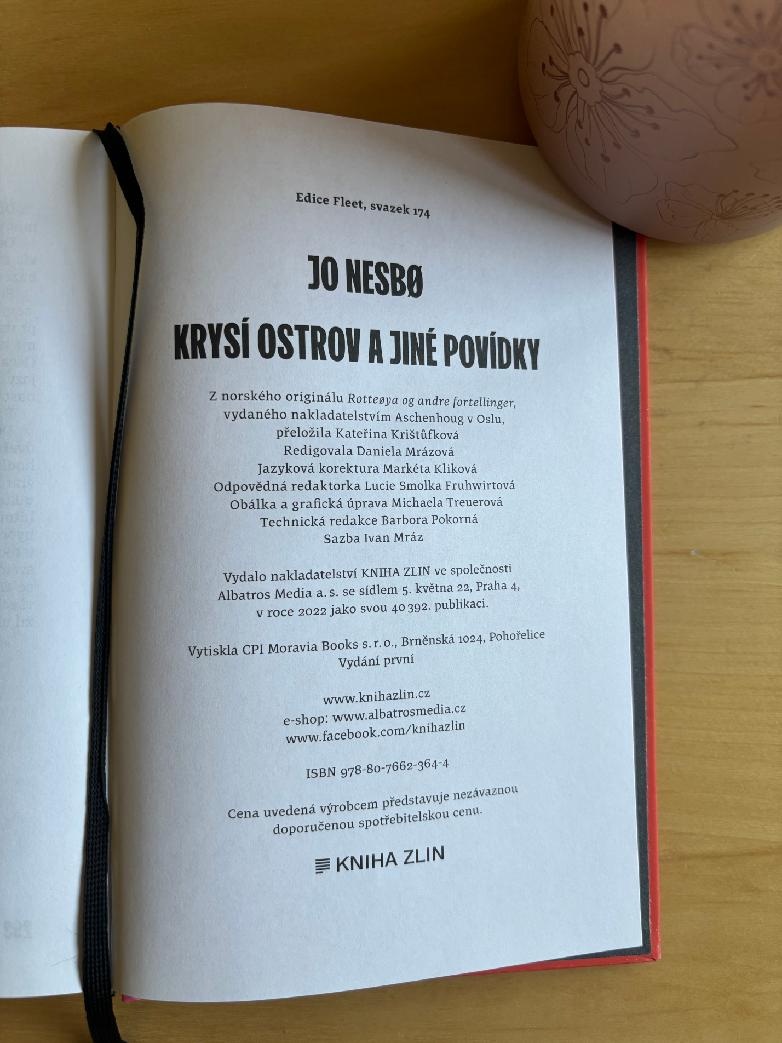 Edice Fleet, svazek 174
JO NESBØ
KRYSÍ OSTROV A JINÉ POVÍDKY
Z norského originálu Rotteøya og andre fortellinger,
vydaného nakladatelstvím Aschenhoug v Oslu,
přeložila Kateřina Krištůfková
Redigovala Daniela Mrázová
Jazyková korektura Markéta Kliková
Odpovědná redaktorka Lucie Smolka Fruhwirtová
Obálka a grafická úprava Michaela Treuerová
Technická redakce Barbora Pokorná
Sazba Ivan Mráz
Vydalo nakladatelství KNIHA ZLIN ve společnosti
Albatros Media a. s. se sídlem 5. května 22, Praha 4,
v roce 2022 jako svou 40 392. publikaci.
Vytiskla CPI Moravia Books s. r. o., Brněnská 1024, Pohořelice
Vydání první
www.knihazlin.cz
e-shop: www.albatrosmedia.cz
www.facebook.com/knihazlin
ISBN 978-80-7662-364-4
Cena uvedená výrobcem představuje nezávaznou
doporučenou spotřebitelskou cenu.
KNIHA ZLIN